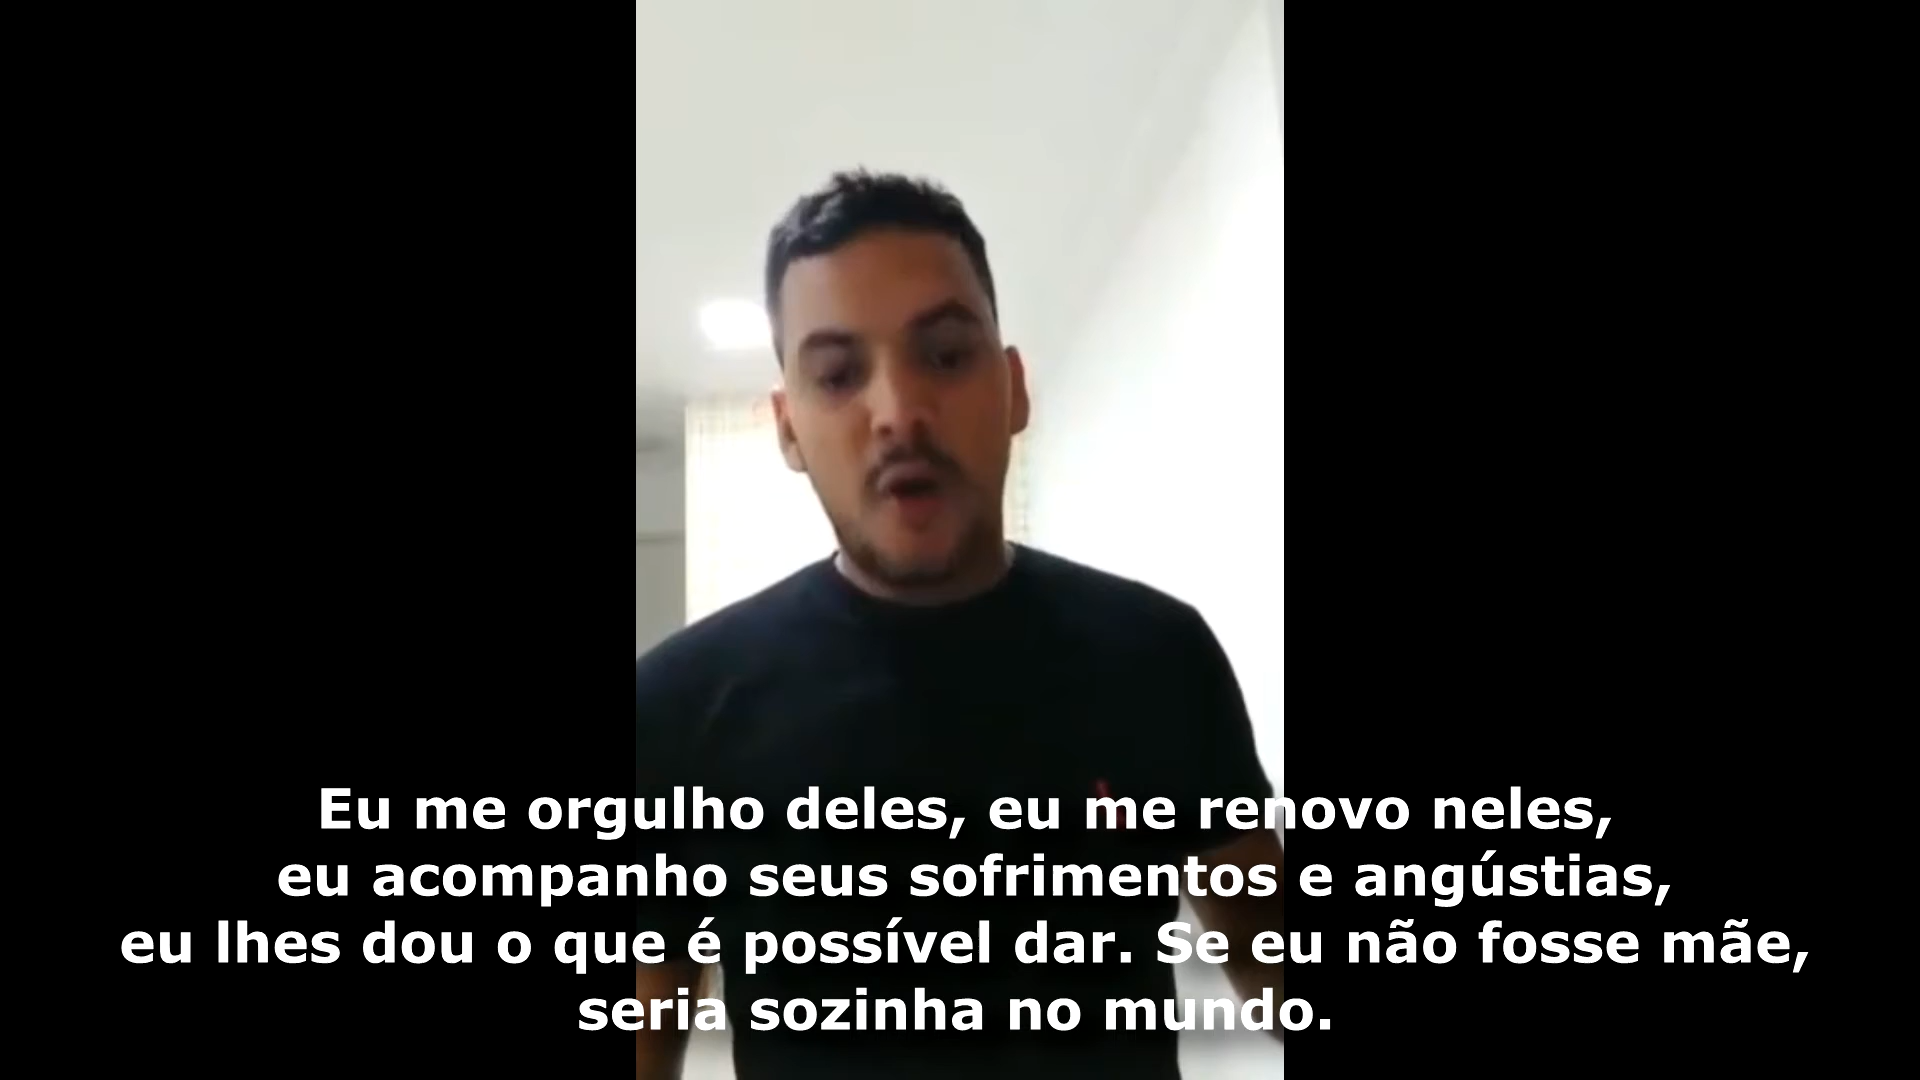 Eu me orgulho deles, eu me renovo neles,
eu acompanho seus sofrimentos e angústias,
eu lhes dou o que é possível dar. Se eu não fosse mãe,
seria sozinha no mundo.